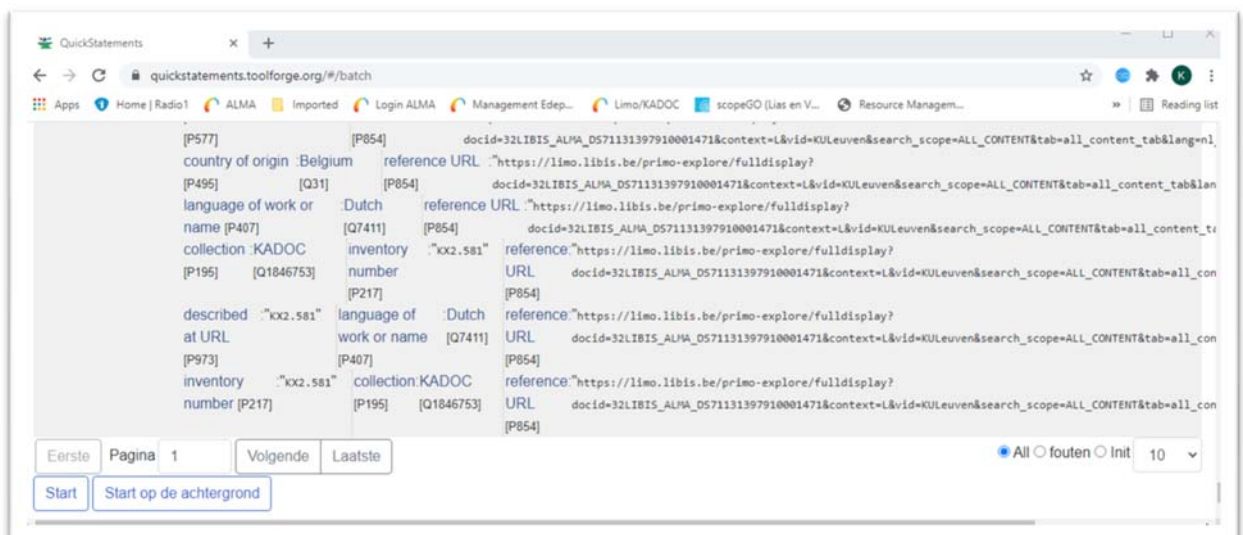 QuickStatements
quickstatements.toolforge.org/#/batch
K
Apps Home | Radio1 ALMA Imported Login ALMA Management Edep... Limo/KADOC scopeGO (Lias en V... Resource Managem... » Reading list
[P577] [P854] docid=32LIBIS_ALMA_DS71131397910001471&context=L&vid=KULeuven&search_scope=ALL_CONTENT&tab=all_content_tab&lang=nl_
country of origin :Belgium reference URL :"https://limo.libis.be/primo-explore/fulldisplay?
[P495] [Q31] [P854] docid=32LIBIS_ALMA_DS71131397910001471&context=L&vid=KULeuven&search_scope=ALL_CONTENT&tab=all_content_tab&lan
language of work or :Dutch reference URL :"https://limo.libis.be/primo-explore/fulldisplay?
name [P407] [Q7411] [P854] docid=32LIBIS_ALMA_DS71131397910001471&context=L&vid=KULeuven&search_scope=ALL_CONTENT&tab=all_content_ta
collection :KADOC inventory :"KX2.581" reference:"https://limo.libis.be/primo-explore/fulldisplay?
[P195] [Q1846753] number URL docid=32LIBIS_ALMA_DS71131397910001471&context=L&vid=KULeuven&search_scope=ALL_CONTENT&tab=all_con
[P217] [P854]
described :"KX2.581" language of :Dutch reference:"https://limo.libis.be/primo-explore/fulldisplay?
at URL work or name [Q7411] URL docid=32LIBIS_ALMA_DS71131397910001471&context=L&vid=KULeuven&search_scope=ALL_CONTENT&tab=all_con
[P973] [P407] [P854]
inventory :"KX2.581" collection:KADOC reference:"https://limo.libis.be/primo-explore/fulldisplay?
number [P217] [P195] [Q1846753] URL docid=32LIBIS_ALMA_DS71131397910001471&context=L&vid=KULeuven&search_scope=ALL_CONTENT&tab=all_con
[P854]
Eerste Pagina 1 Volgende Laatste All fouten Init 10
Start Start op de achtergrond